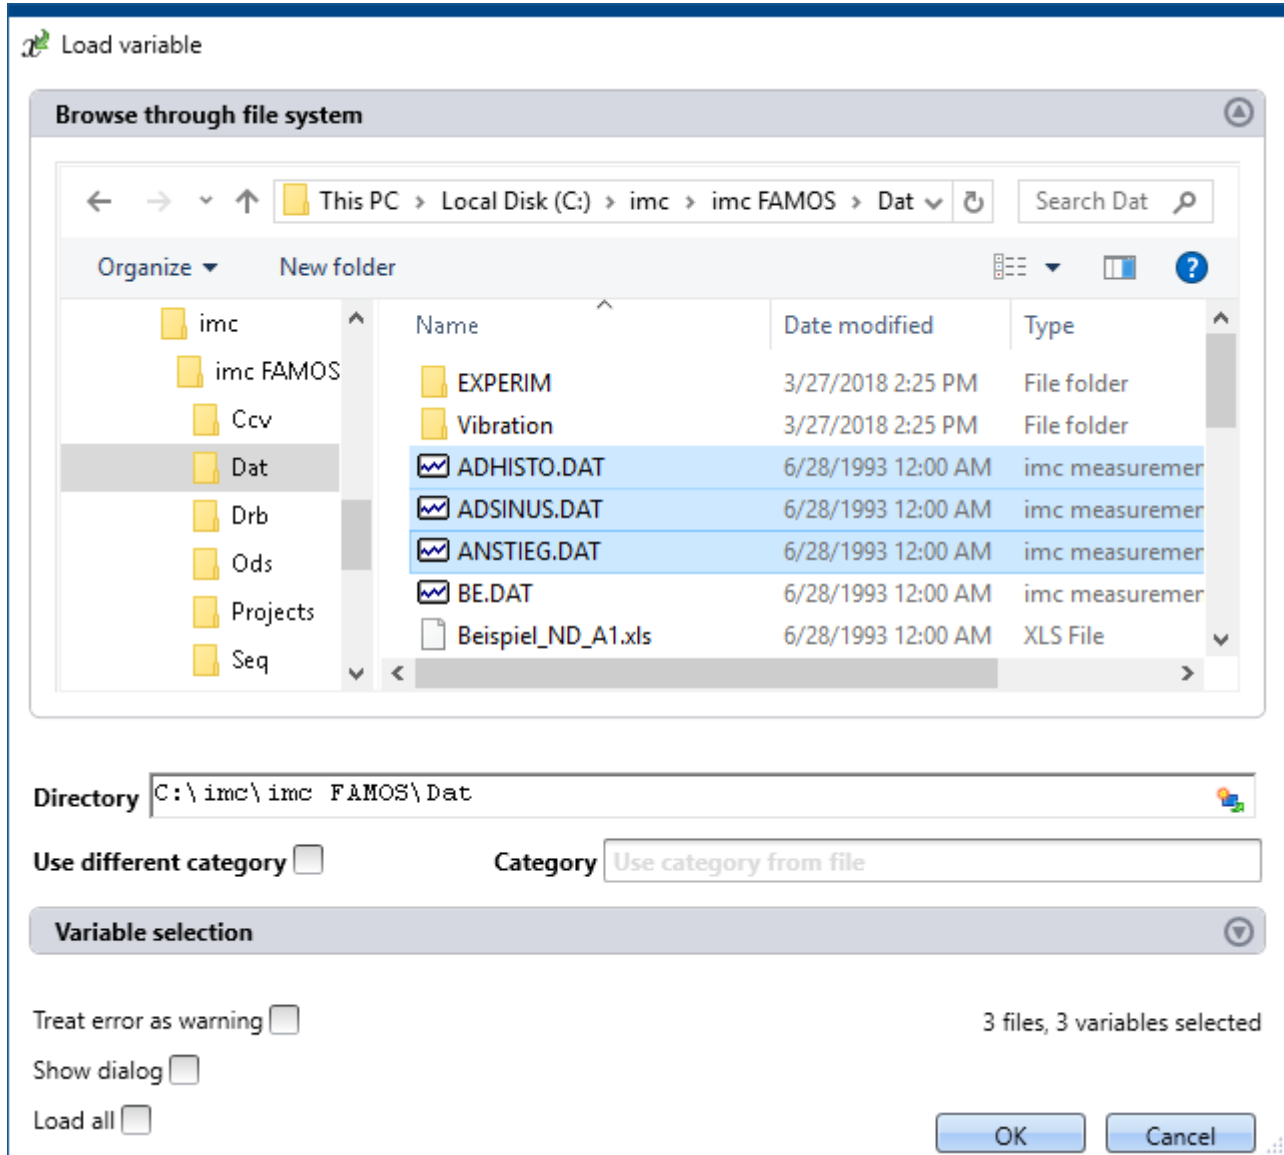 Load variable
Browse through file system
This PC > Local Disk (C:) > imc > imc FAMOS > Dat
Search Dat
Organize
New folder
imc
imc FAMOS
Ccv
Dat
Drb
Ods
Projects
Seq
Name Date modified Type
EXPERIM 3/27/2018 2:25 PM File folder
Vibration 3/27/2018 2:25 PM File folder
ADHISTO.DAT 6/28/1993 12:00 AM imc measuremen
ADSINUS.DAT 6/28/1993 12:00 AM imc measuremen
ANSTIEG.DAT 6/28/1993 12:00 AM imc measuremen
BE.DAT 6/28/1993 12:00 AM imc measuremen
Beispiel_ND_A1.xls 6/28/1993 12:00 AM XLS File
Directory C:\imc\imc FAMOS\Dat
Use different category Category Use category from file
Variable selection
Treat error as warning
3 files, 3 variables selected
Show dialog
Load all
OK Cancel